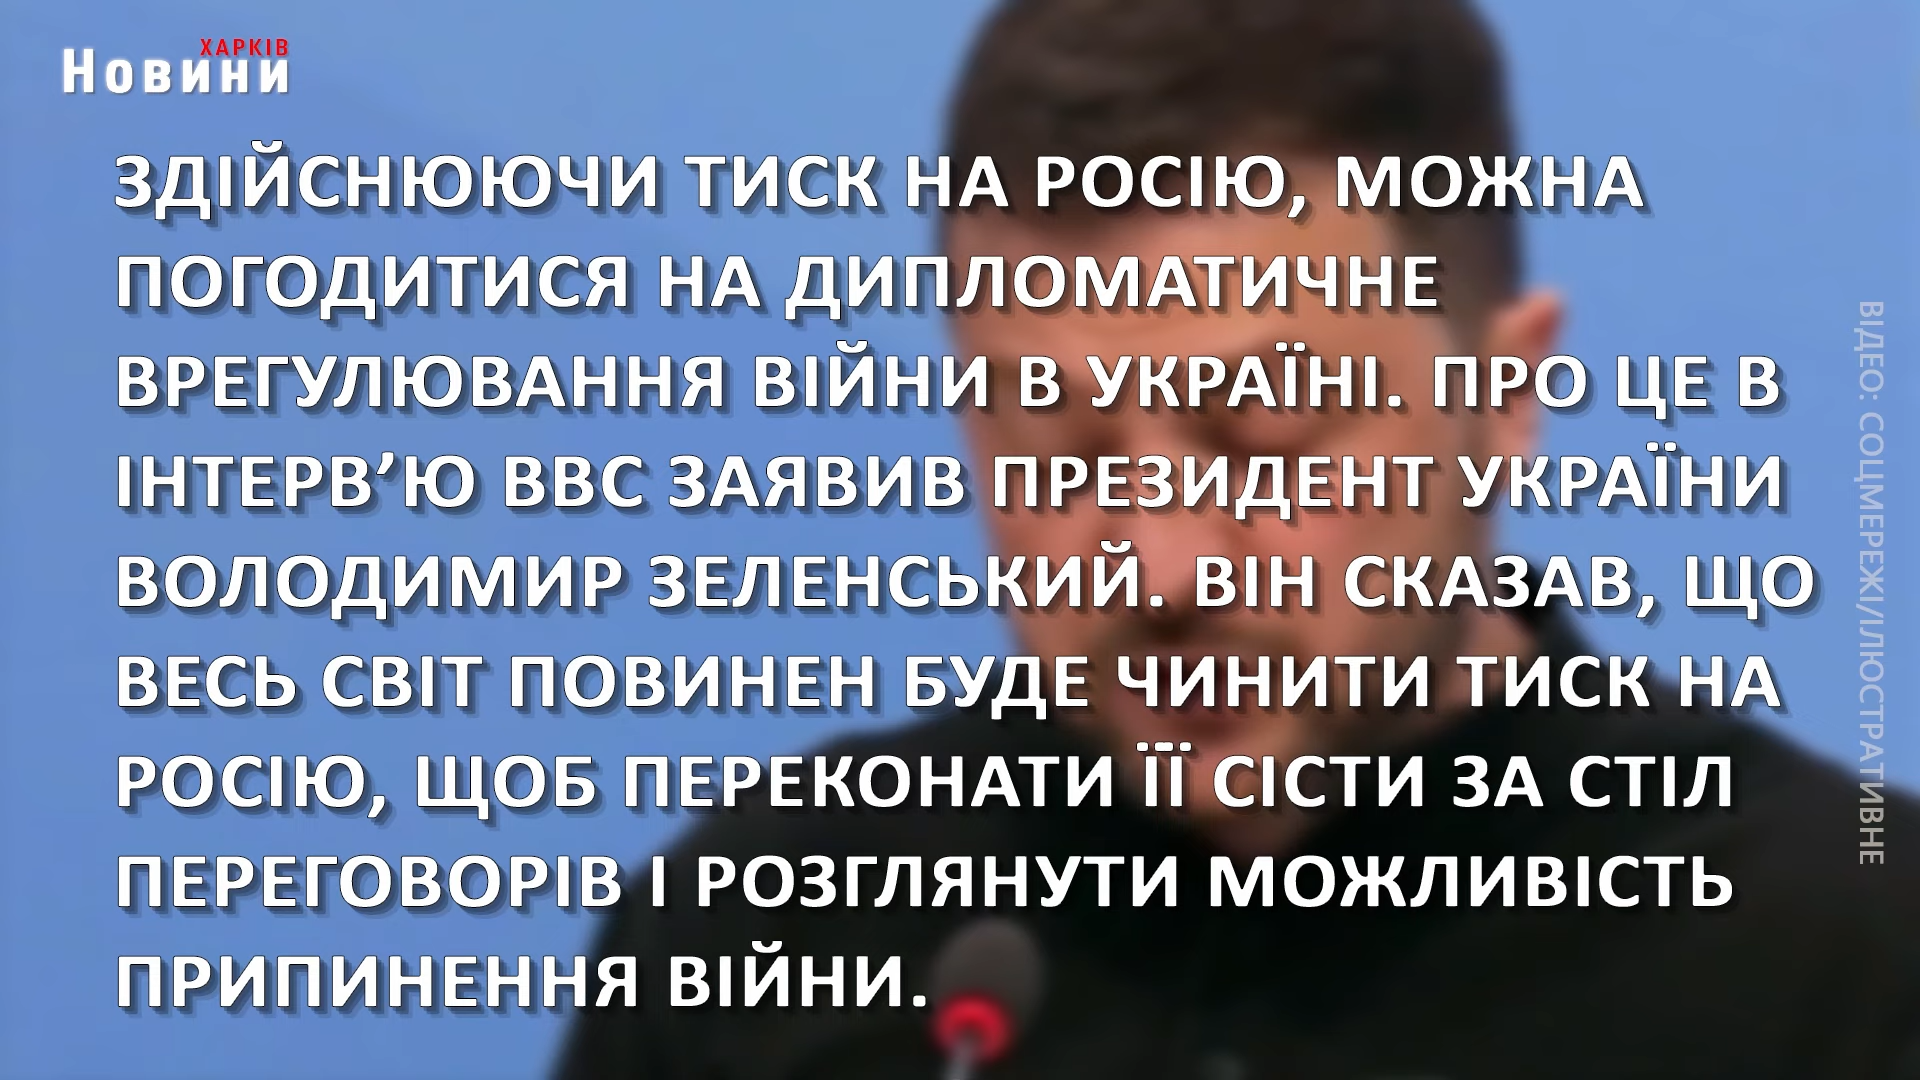 ХАРКІВ
Новини
ЗДІЙСНЮЮЧИ ТИСК НА РОСІЮ, МОЖНА
ПОГОДИТИСЯ НА ДИПЛОМАТИЧНЕ
ВРЕГУЛЮВАННЯ ВІЙНИ В УКРАЇНІ. ПРО ЦЕ В
ІНТЕРВ’Ю ВВС ЗАЯВИВ ПРЕЗИДЕНТ УКРАЇНИ
ВОЛОДИМИР ЗЕЛЕНСЬКИЙ. ВІН СКАЗАВ, ЩО
ВЕСЬ СВІТ ПОВИНЕН БУДЕ ЧИНИТИ ТИСК НА
РОСІЮ, ЩОБ ПЕРЕКОНАТИ ЇЇ СІСТИ ЗА СТІЛ
ПЕРЕГОВОРІВ І РОЗГЛЯНУТИ МОЖЛИВІСТЬ
ПРИПИНЕННЯ ВІЙНИ.
ВІДЕО: СОЦМЕРЕЖІ/ІЛЮСТРАТИВНЕ